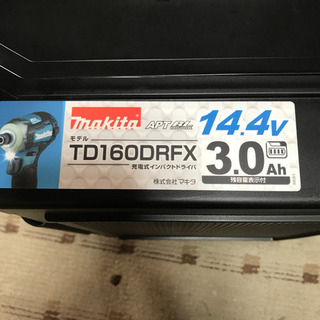 makita APT BL 14.4v
モデル
TD160DRFX 3.0Ah
充電式インパクトドライバ 残容量表示付
株式会社マキタ